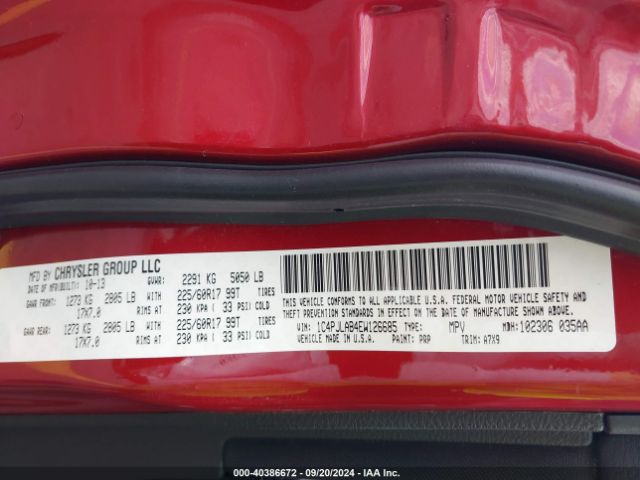 MFD BY CHRYSLER GROUP LLC
DATE OF MFR/BUILT: 10-13 GVWR: 2291 KG 5050 LB
GAWR FRONT: 1273 KG 2805 LB WITH 225/60R17 99T TIRES
17X7.0 RIMS AT 230 KPA ( 33 PSI) COLD
GAWR REAR: 1273 KG 2805 LB WITH 225/60R17 99T TIRES
17X7.0 RIMS AT 230 KPA ( 33 PSI) COLD
THIS VEHICLE CONFORMS TO ALL APPLICABLE U.S.A. FEDERAL MOTOR VEHICLE SAFETY AND
THEFT PREVENTION STANDARDS IN EFFECT ON THE DATE OF MANUFACTURE SHOWN ABOVE.
VIN: 1C4PJLAB4EW126685 TYPE: MPV MDH: 102306 035AA
VEHICLE MADE IN U.S.A. PAINT: PRP TRIM: A7X9
000-40386672 / 09/20/2024 - IAA Inc.